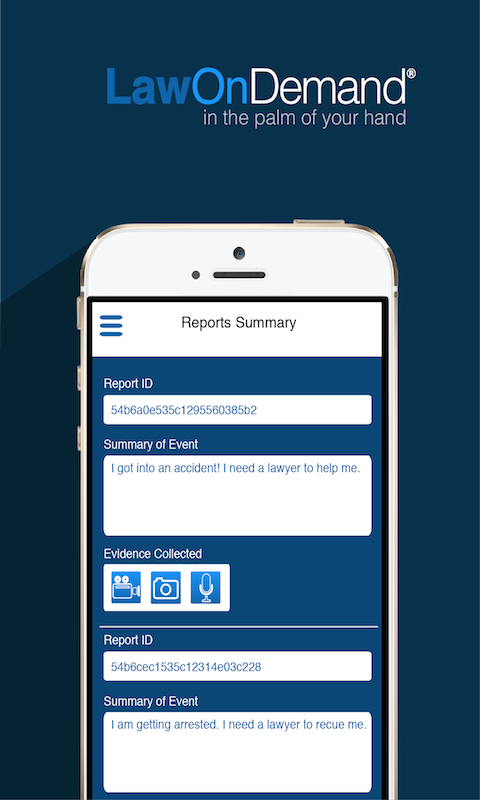 LawOnDemand®
in the palm of your hand
Reports Summary
Report ID
54b6a0e535c1295560385b2
Summary of Event
I got into an accident! I need a lawyer to help me.
Evidence Collected
Report ID
54b6cec1535c12314e03c228
Summary of Event
I am getting arrested. I need a lawyer to recue me.